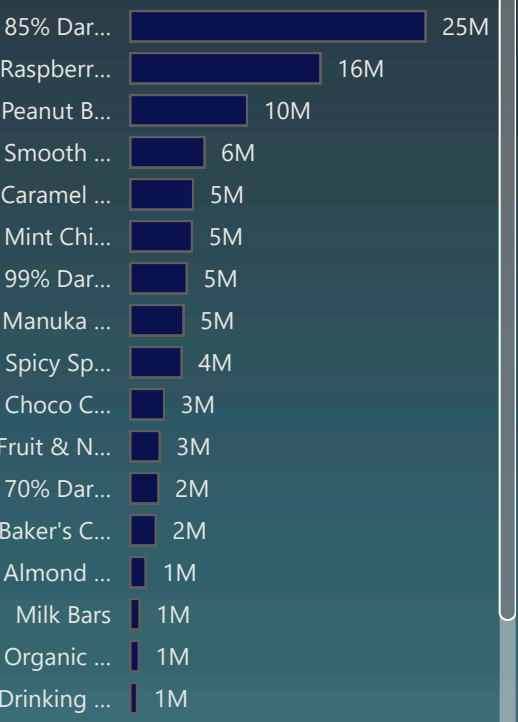 85% Dar... 25M
Raspberr... 16M
Peanut B... 10M
Smooth ... 6M
Caramel ... 5M
Mint Chi... 5M
99% Dar... 5M
Manuka ... 5M
Spicy Sp... 4M
Choco C... 3M
Fruit & N... 3M
70% Dar... 2M
Baker's C... 2M
Almond ... 1M
Milk Bars 1M
Organic ... 1M
Drinking ... 1M